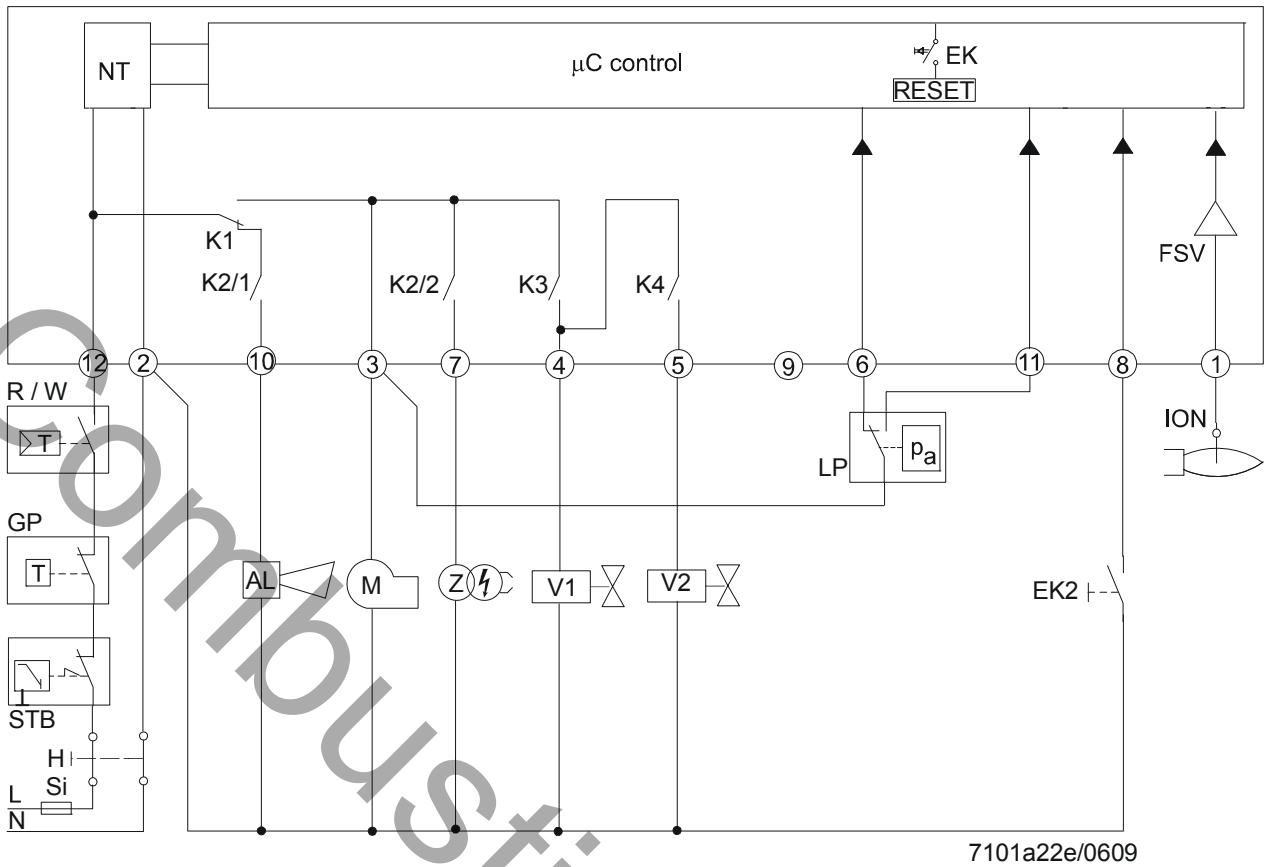 NT
µC control
EK
RESET
FSV
K1
K2/1
K2/2
K3
K4
12
2
10
3
7
4
5
9
6
11
8
1
R / W
T
LP
pa
ION
GP
T
AL
M
Z
V1
V2
EK2
STB
H
Si
L
N
Combusti
7101a22e/0609